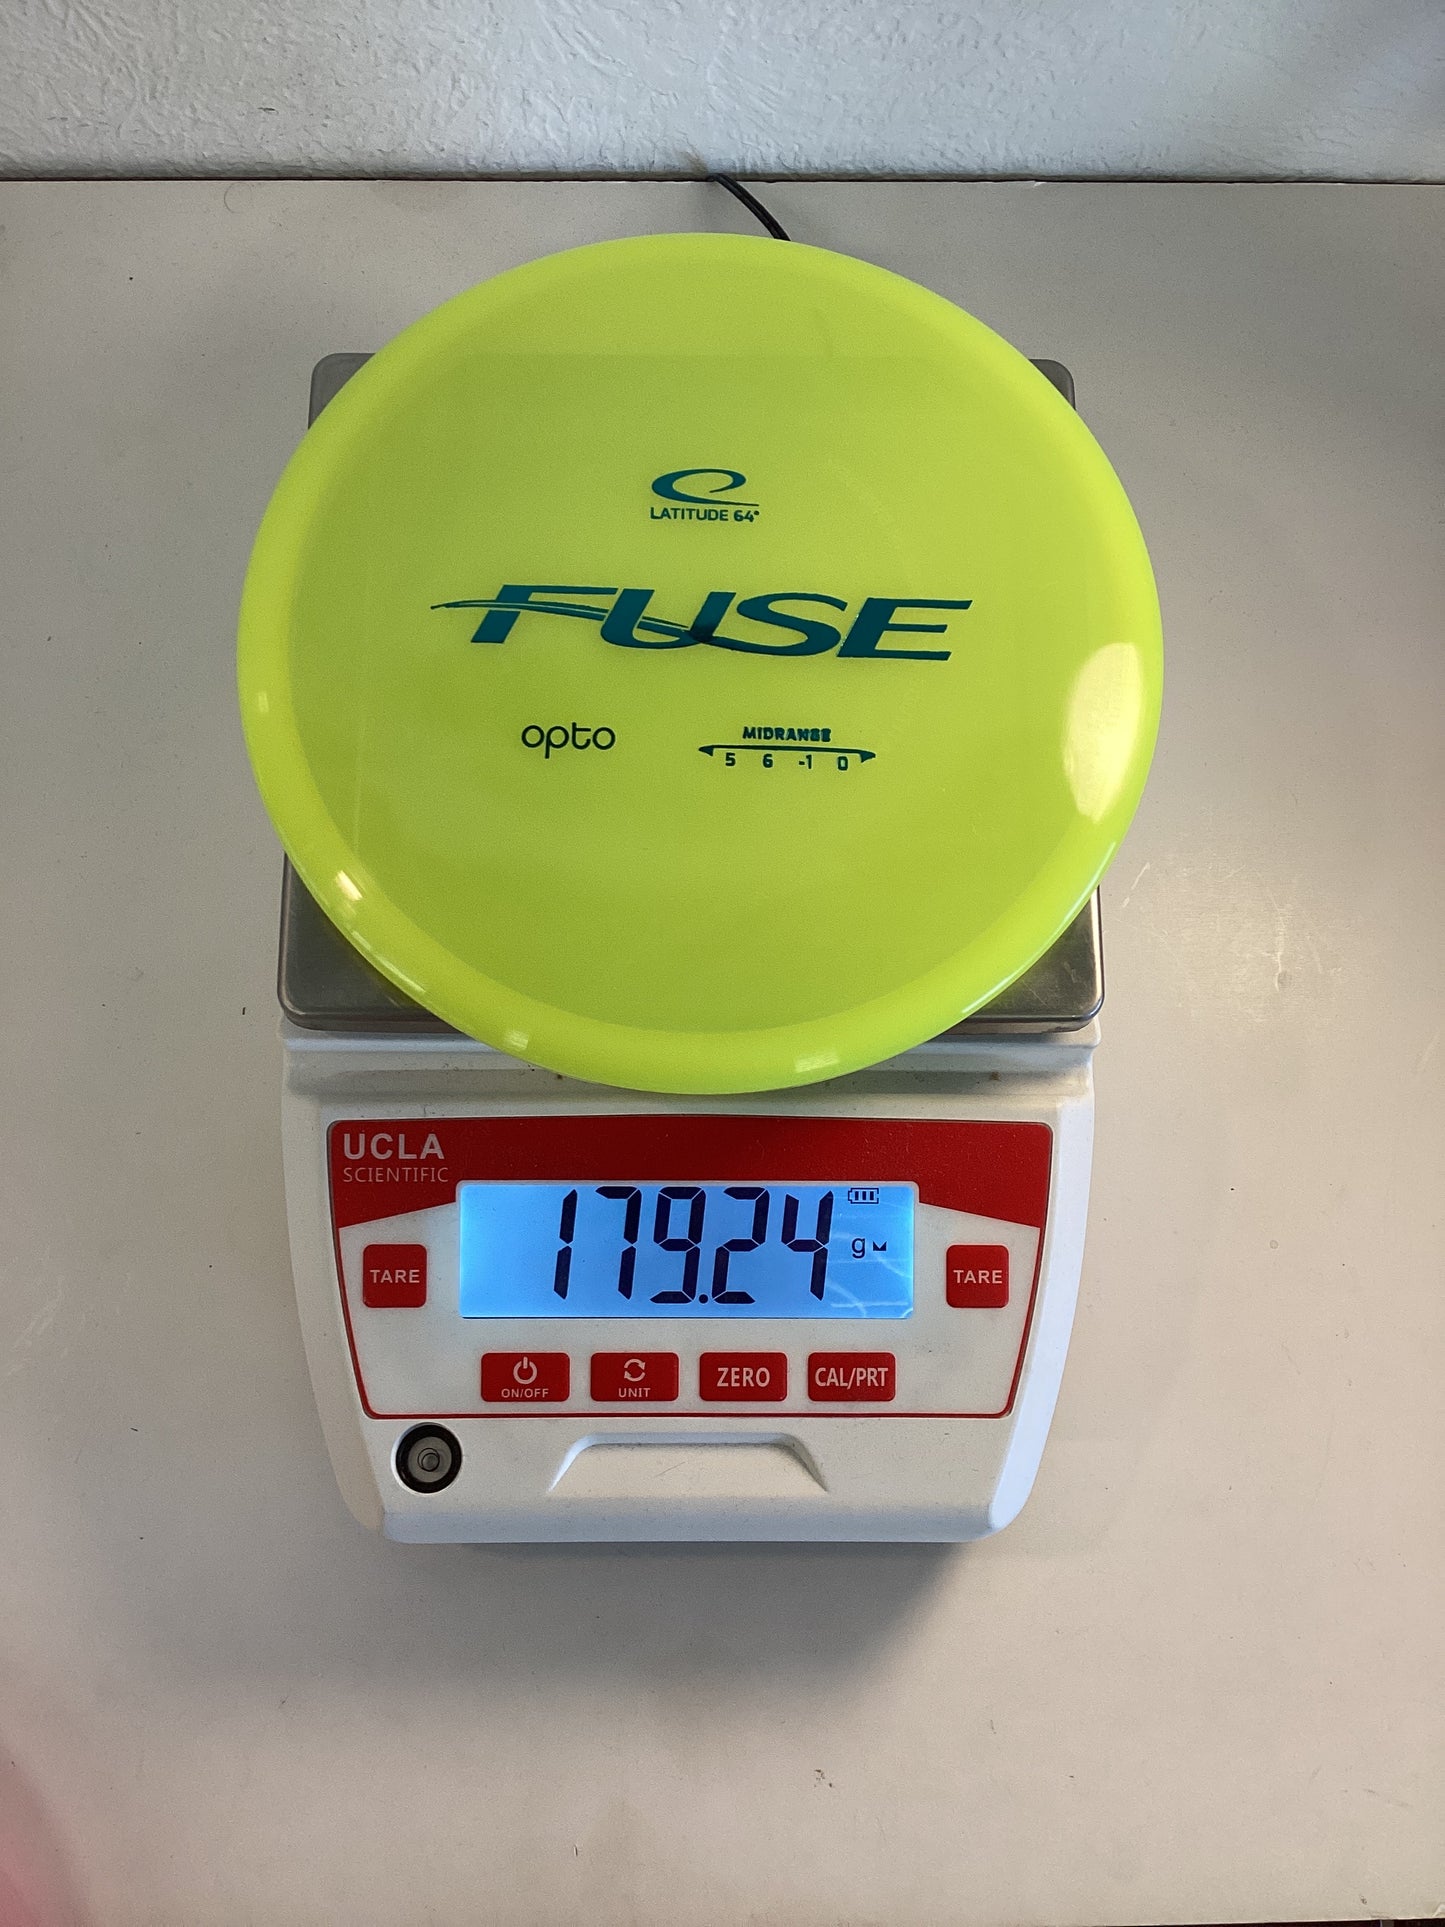 LATITUDE 64°
FUSE
opto
MIDRANGE
5 6 -1 0
UCLA
SCIENTIFIC
179.24
g
TARE
TARE
ON/OFF
UNIT
ZERO
CAL/PRT